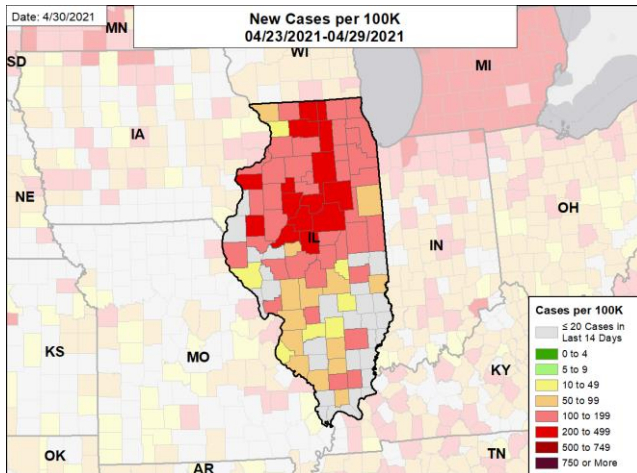 Date: 4/30/2021
New Cases per 100K
04/23/2021-04/29/2021
MN
WI
SD
MI
IA
NE
IL
IN
OH
KS
MO
KY
OK
AR
TN
Cases per 100K
≤ 20 Cases in
Last 14 Days
0 to 4
5 to 9
10 to 49
50 to 99
100 to 199
200 to 499
500 to 749
750 or More